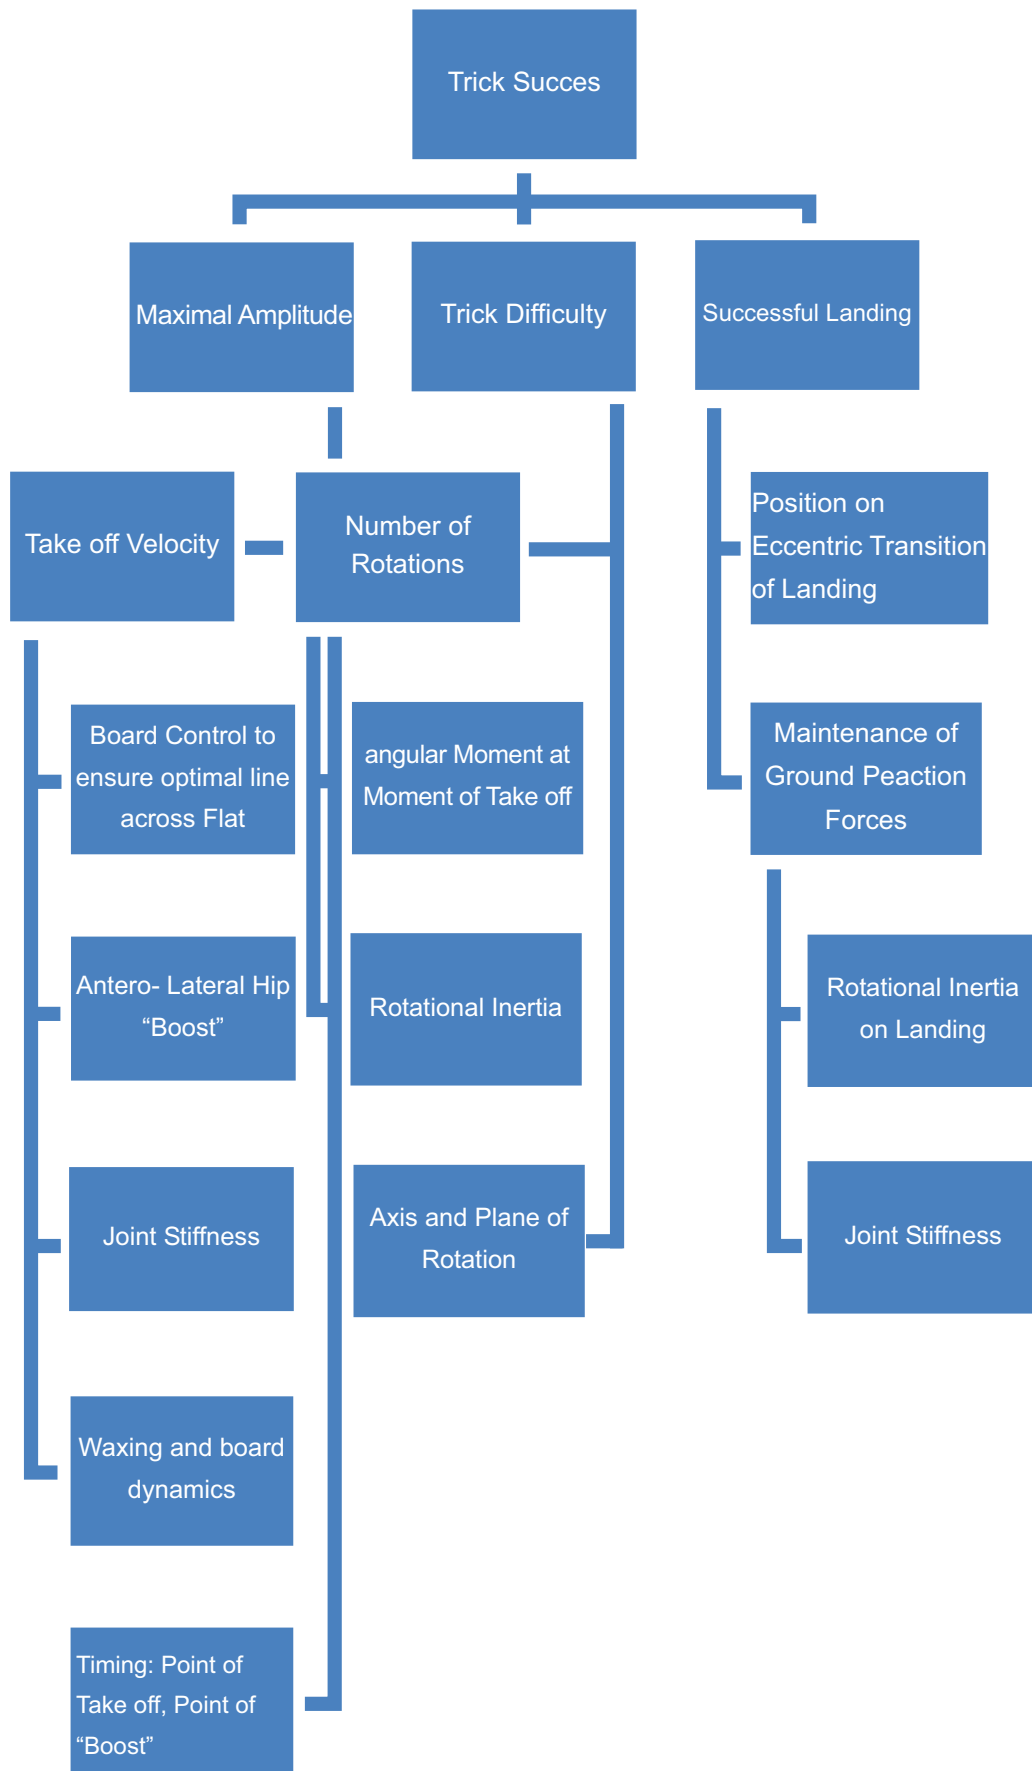 Trick Succes
Maximal Amplitude
Trick Difficulty
Successful Landing
Take off Velocity
Number of
Rotations
Position on
Eccentric Transition
of Landing
Board Control to
ensure optimal line
across Flat
angular Moment at
Moment of Take off
Maintenance of
Ground Peaction
Forces
Antero- Lateral Hip
“Boost”
Rotational Inertia
Rotational Inertia
on Landing
Joint Stiffness
Axis and Plane of
Rotation
Joint Stiffness
Waxing and board
dynamics
Timing: Point of
Take off, Point of
“Boost”